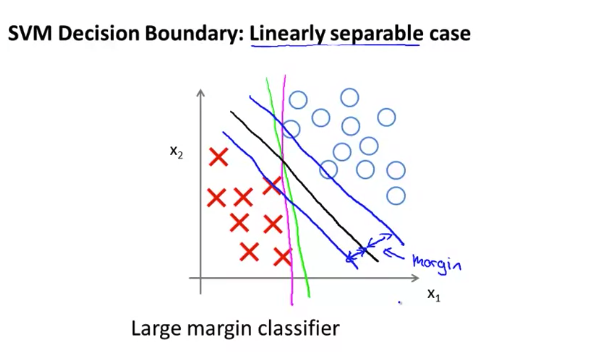 SVM Decision Boundary: Linearly separable case
x₂
margin
x₁
Large margin classifier